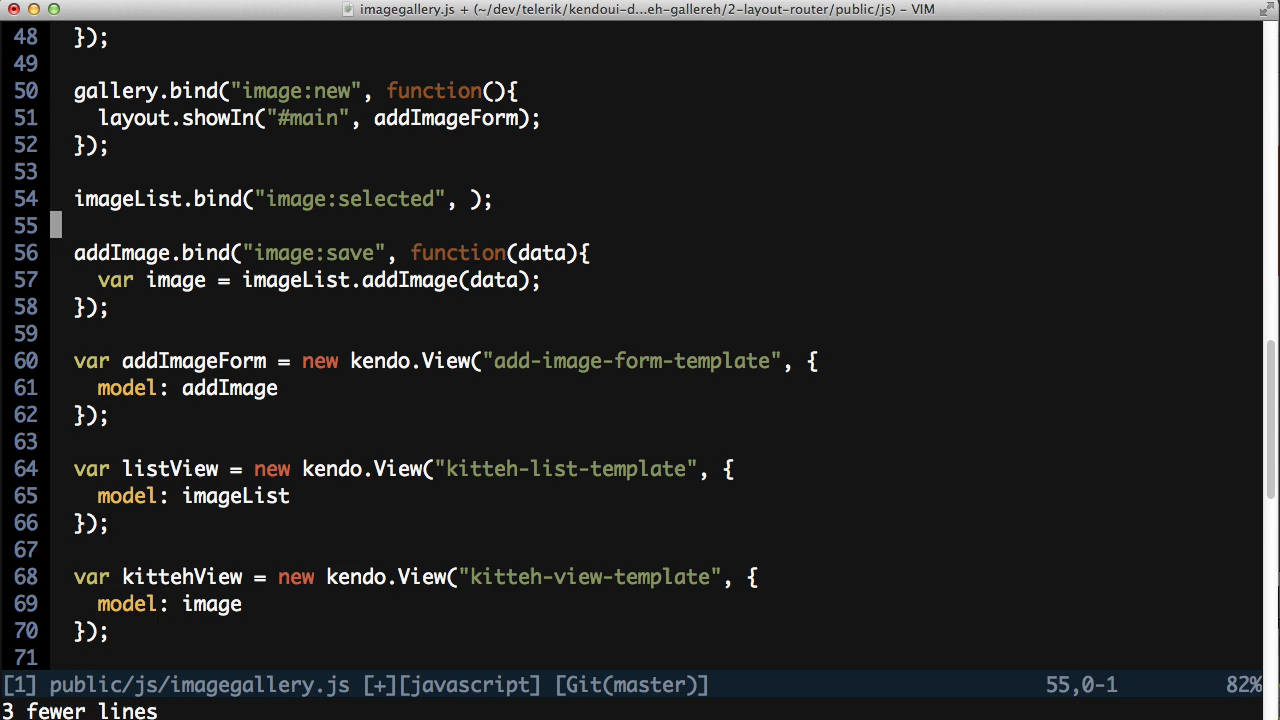 imagegallery.js + (~/dev/telerik/kendoui-d...eh-gallereh/2-layout-router/public/js) – VIM
48 });
49
50 gallery.bind("image:new", function(){
51 layout.showIn("#main", addImageForm);
52 });
53
54 imageList.bind("image:selected", );
55
56 addImage.bind("image:save", function(data){
57 var image = imageList.addImage(data);
58 });
59
60 var addImageForm = new kendo.View("add-image-form-template", {
61 model: addImage
62 });
63
64 var listView = new kendo.View("kitteh-list-template", {
65 model: imageList
66 });
67
68 var kittehView = new kendo.View("kitteh-view-template", {
69 model: image
70 });
71
[1] public/js/imagegallery.js [+][javascript] [Git(master)] 55,0-1 82%
3 fewer lines